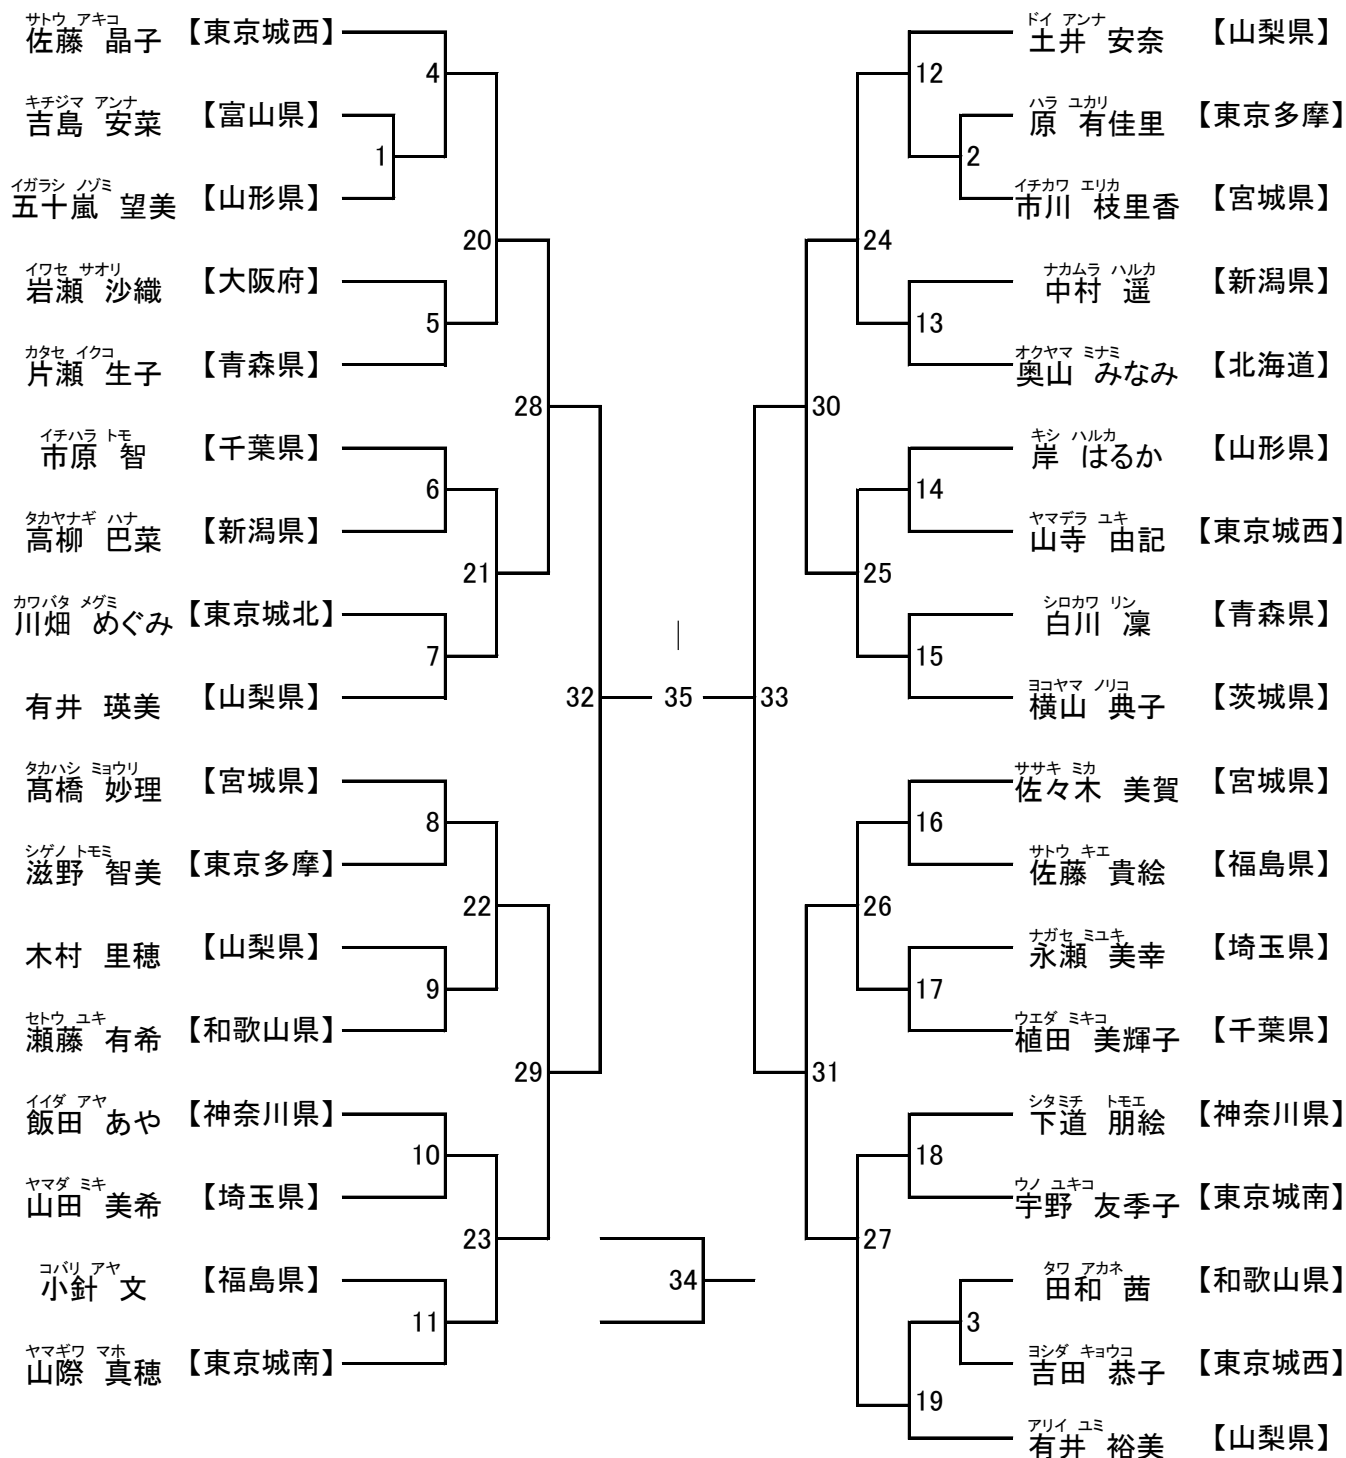 サトウ アキコ
佐藤 晶子 【東京城西】
4
キチジマ アンナ
吉島 安菜 【富山県】
1
イガラシ ノゾミ
五十嵐 望美 【山形県】
20
イワセ サオリ
岩瀬 沙織 【大阪府】
5
カタセ イクコ
片瀬 生子 【青森県】
28
イチハラ トモ
市原 智 【千葉県】
6
タカヤナギ ハナ
高柳 巴菜 【新潟県】
21
カワバタ メグミ
川畑 めぐみ 【東京城北】
7
有井 瑛美 【山梨県】
32
タカハシ ミョウリ
髙橋 妙理 【宮城県】
8
シゲノ トモミ
滋野 智美 【東京多摩】
22
木村 里穂 【山梨県】
9
セトウ ユキ
瀬藤 有希 【和歌山県】
29
イイダ アヤ
飯田 あや 【神奈川県】
10
ヤマダ ミキ
山田 美希 【埼玉県】
23
コバリ アヤ
小針 文 【福島県】
11
ヤマギワ マホ
山際 真穂 【東京城南】
35
34
ドイ アンナ
土井 安奈 【山梨県】
12
ハラ ユカリ
原 有佳里 【東京多摩】
2
イチカワ エリカ
市川 枝里香 【宮城県】
24
ナカムラ ハルカ
中村 遥 【新潟県】
13
オクヤマ ミナミ
奥山 みなみ 【北海道】
30
キシ ハルカ
岸 はるか 【山形県】
14
ヤマデラ ユキ
山寺 由記 【東京城西】
25
シロカワ リン
白川 凜 【青森県】
15
ヨコヤマ ノリコ
横山 典子 【茨城県】
33
ササキ ミカ
佐々木 美賀 【宮城県】
16
サトウ キエ
佐藤 貴絵 【福島県】
26
ナガセ ミユキ
永瀬 美幸 【埼玉県】
17
ウエダ ミキコ
植田 美輝子 【千葉県】
31
シタミチ トモエ
下道 朋絵 【神奈川県】
18
ウノ ユキコ
宇野 友季子 【東京城南】
27
タワ アカネ
田和 茜 【和歌山県】
3
ヨシダ キョウコ
吉田 恭子 【東京城西】
19
アリイ ユミ
有井 裕美 【山梨県】